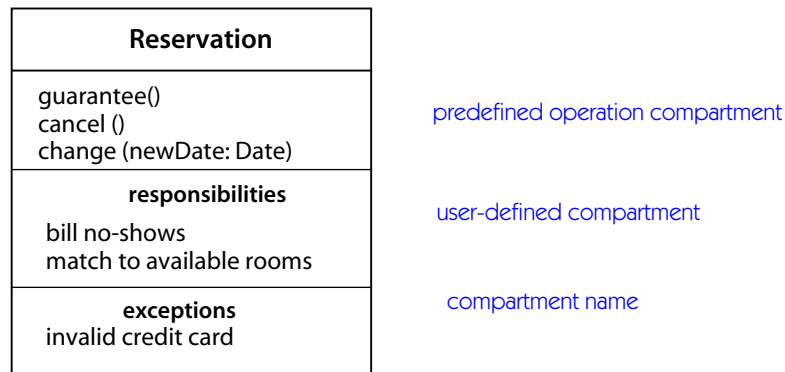 Reservation
guarantee()
cancel ()
change (newDate: Date)
predefined operation compartment
responsibilities
bill no-shows
match to available rooms
user-defined compartment
exceptions
invalid credit card
compartment name